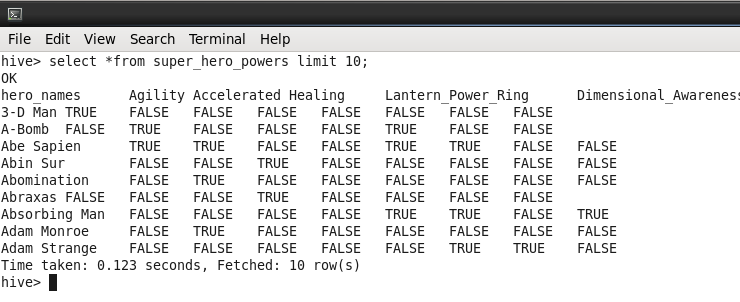 File Edit View Search Terminal Help
hive> select *from super_hero_powers limit 10;
OK
hero_names Agility Accelerated Healing Lantern_Power_Ring Dimensional_Awareness
3-D Man TRUE FALSE FALSE FALSE FALSE FALSE FALSE FALSE
A-Bomb FALSE TRUE FALSE FALSE FALSE TRUE FALSE FALSE
Abe Sapien TRUE TRUE FALSE FALSE TRUE TRUE FALSE FALSE
Abin Sur FALSE FALSE TRUE FALSE FALSE FALSE FALSE FALSE
Abomination FALSE TRUE FALSE FALSE FALSE FALSE FALSE FALSE
Abraxas FALSE FALSE FALSE TRUE FALSE FALSE FALSE FALSE
Absorbing Man FALSE FALSE FALSE FALSE TRUE TRUE FALSE TRUE
Adam Monroe FALSE TRUE FALSE FALSE FALSE FALSE FALSE FALSE
Adam Strange FALSE FALSE FALSE FALSE FALSE TRUE TRUE FALSE
Time taken: 0.123 seconds, Fetched: 10 row(s)
hive>